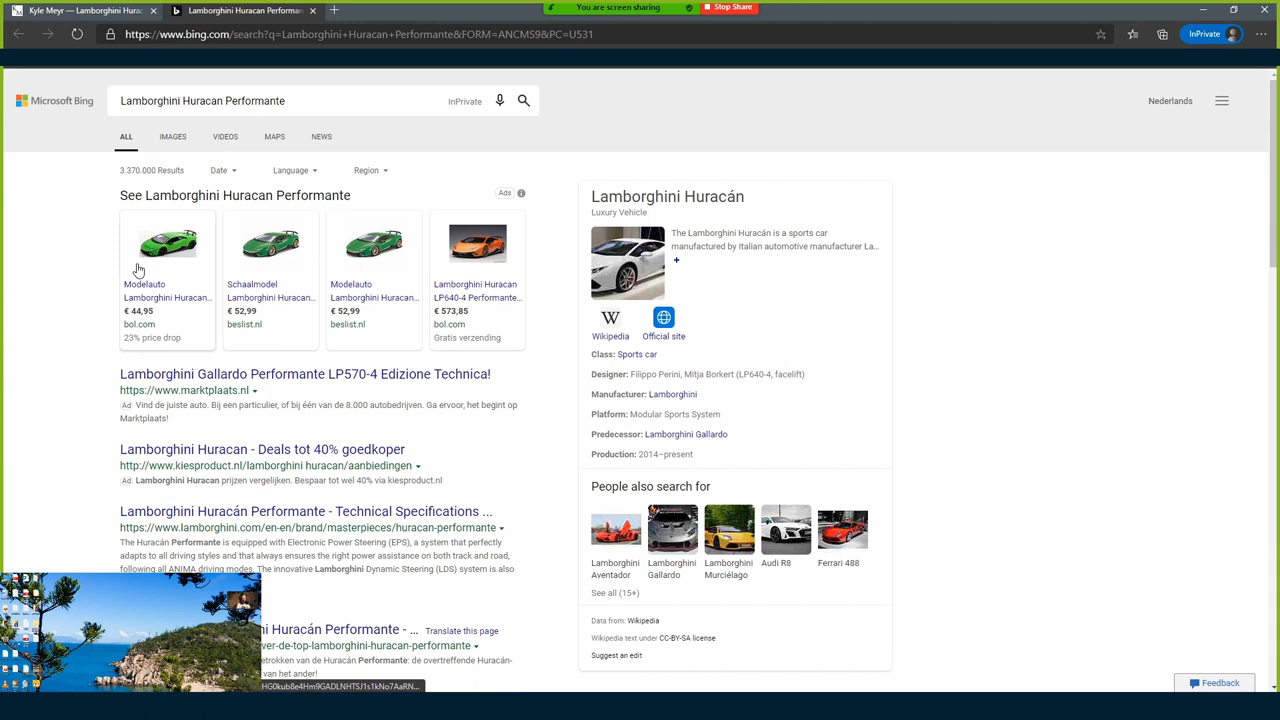 Kyle Meyr — Lamborghini Hurac
Lamborghini Huracan Performan
You are screen sharing
Stop Share
https://www.bing.com/search?q=Lamborghini+Huracan+Performante&FORM=ANCMS9&PC=U531
InPrivate
Microsoft Bing
Lamborghini Huracan Performante
InPrivate
Nederlands
ALL IMAGES VIDEOS MAPS NEWS
3.370.000 Results Date Language Region
See Lamborghini Huracan Performante
Ads
Modelauto
Lamborghini Huracan...
€ 44,95
bol.com
23% price drop
Schaalmodel
Lamborghini Huracan...
€ 52,99
beslist.nl
Modelauto
Lamborghini Huracan...
€ 52,99
beslist.nl
Lamborghini Huracan
LP640-4 Performante...
€ 573,85
bol.com
Gratis verzending
Lamborghini Gallardo Performante LP570-4 Edizione Technica!
https://www.marktplaats.nl
Ad Vind de juiste auto. Bij een particulier, of bij één van de 8.000 autobedrijven. Ga ervoor, het begint op
Marktplaats!
Lamborghini Huracan - Deals tot 40% goedkoper
http://www.kiesproduct.nl/lamborghini huracan/aanbiedingen
Ad Lamborghini Huracan prijzen vergelijken. Bespaar tot wel 40% via kiesproduct.nl
Lamborghini Huracán Performante - Technical Specifications ...
https://www.lamborghini.com/en-en/brand/masterpieces/huracan-performante
The Huracán Performante is equipped with Electronic Power Steering (EPS), a system that perfectly
adapts to all driving styles and that always ensures the right power assistance on both track and road,
following all ANIMA driving modes. The innovative Lamborghini Dynamic Steering (LDS) system is also
ni Huracán Performante - ... Translate this page
ver-de-top-lamborghini-huracan-performante
etrokken van de Huracán Performante: de overtreffende Huracán-
van het ander!
Lamborghini Huracán
Luxury Vehicle
The Lamborghini Huracán is a sports car
manufactured by Italian automotive manufacturer La...
+
W
Wikipedia
Official site
Class: Sports car
Designer: Filippo Perini, Mitja Borkert (LP640-4, facelift)
Manufacturer: Lamborghini
Platform: Modular Sports System
Predecessor: Lamborghini Gallardo
Production: 2014–present
People also search for
Lamborghini
Aventador
Lamborghini
Gallardo
Lamborghini
Murciélago
Audi R8
Ferrari 488
See all (15+)
Data from: Wikipedia
Wikipedia text under CC-BY-SA license
Suggest an edit
Feedback